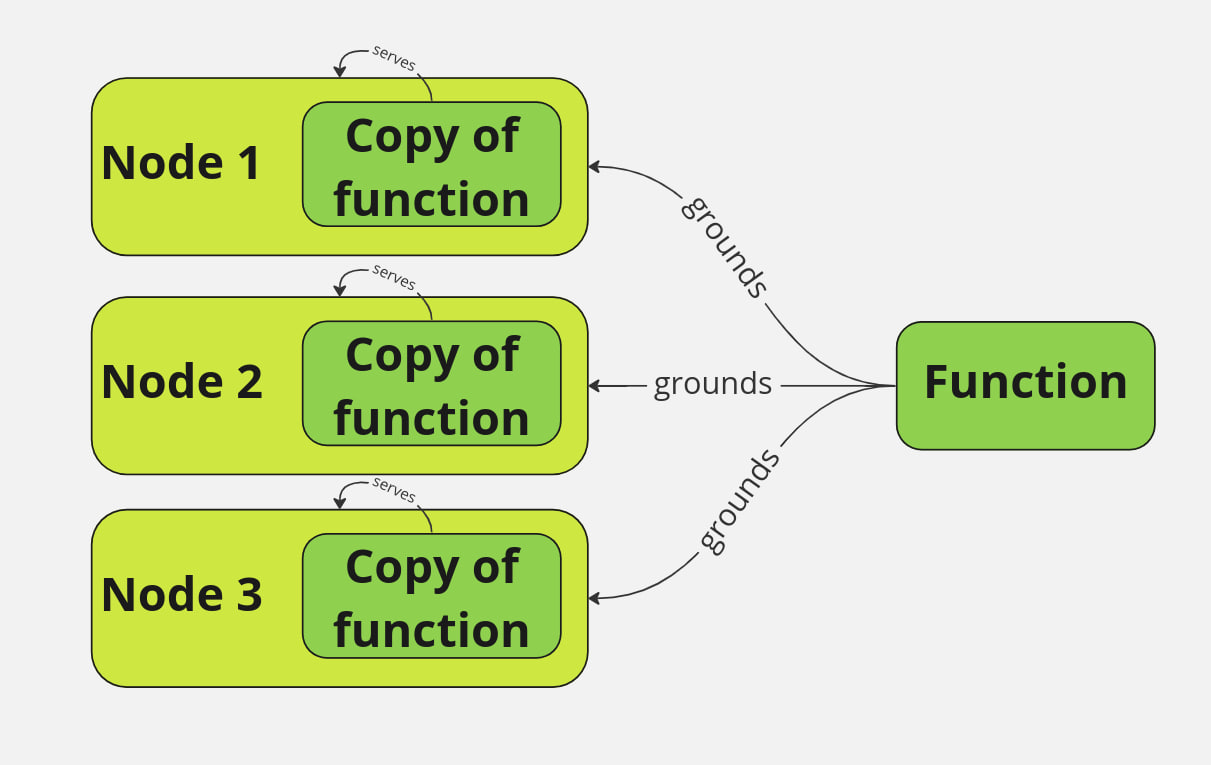 serves
Node 1
Copy of
function
grounds
serves
Node 2
Copy of
function
grounds
Function
serves
Node 3
Copy of
function
grounds